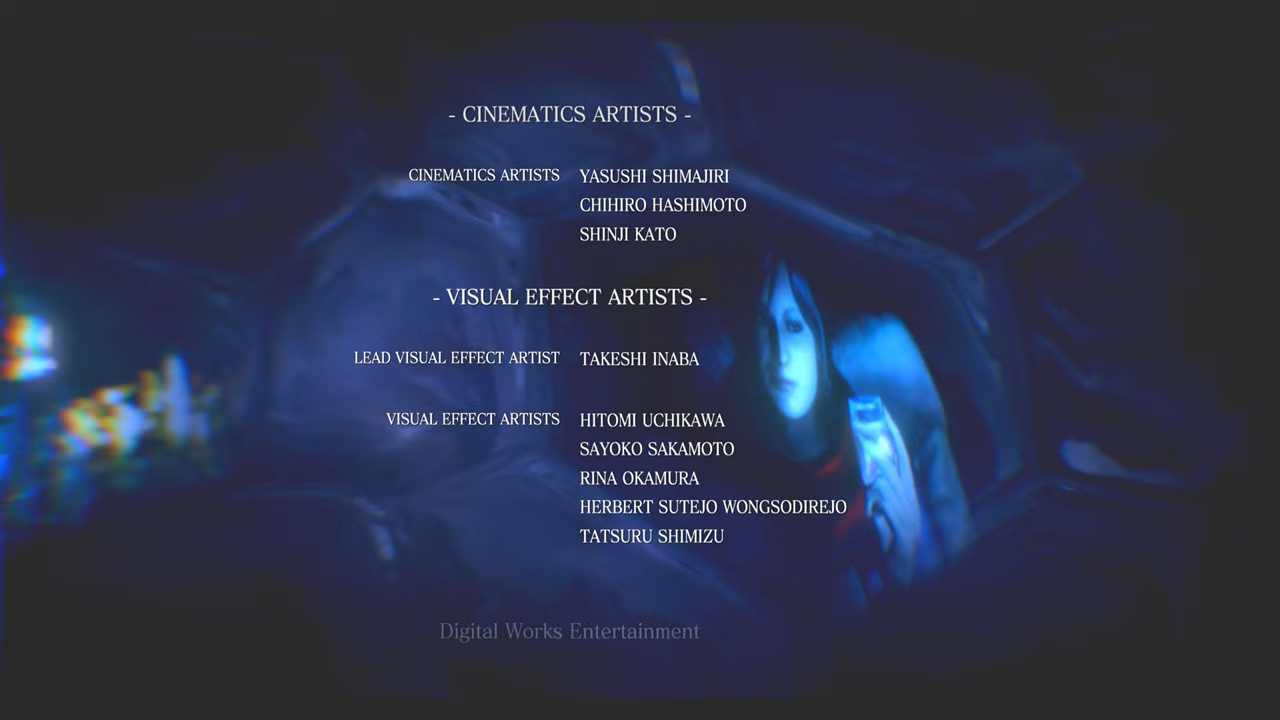 - CINEMATICS ARTISTS -
CINEMATICS ARTISTS YASUSHI SHIMAJIRI
CHIHIRO HASHIMOTO
SHINJI KATO
- VISUAL EFFECT ARTISTS -
LEAD VISUAL EFFECT ARTIST TAKESHI INABA
VISUAL EFFECT ARTISTS HITOMI UCHIKAWA
SAYOKO SAKAMOTO
RINA OKAMURA
HERBERT SUTEJO WONGSODIREJO
TATSURU SHIMIZU
Digital Works Entertainment